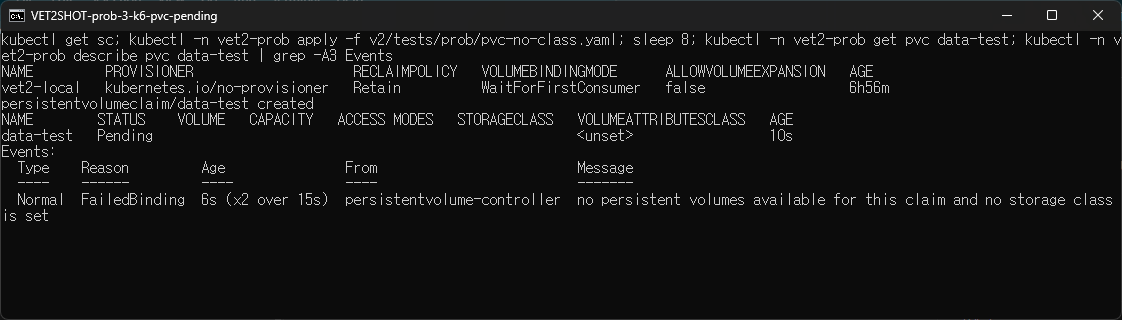 VET2SHOT-prob-3-k6-pvc-pending
kubectl get sc; kubectl -n vet2-prob apply -f v2/tests/prob/pvc-no-class.yaml; sleep 8; kubectl -n vet2-prob get pvc data-test; kubectl -n v
et2-prob describe pvc data-test | grep -A3 Events
NAME         PROVISIONER                    RECLAIMPOLICY   VOLUMEBINDINGMODE      ALLOWVOLUMEEXPANSION   AGE
vet2-local   kubernetes.io/no-provisioner   Retain          WaitForFirstConsumer   false                  6h56m
persistentvolumeclaim/data-test created
NAME        STATUS    VOLUME   CAPACITY   ACCESS MODES   STORAGECLASS   VOLUMEATTRIBUTESCLASS   AGE
data-test   Pending                                                     <unset>                 10s
Events:
  Type    Reason         Age                From                         Message
  ----    ------         ----               ----                         -------
  Normal  FailedBinding  6s (x2 over 15s)  persistentvolume-controller  no persistent volumes available for this claim and no storage class
is set